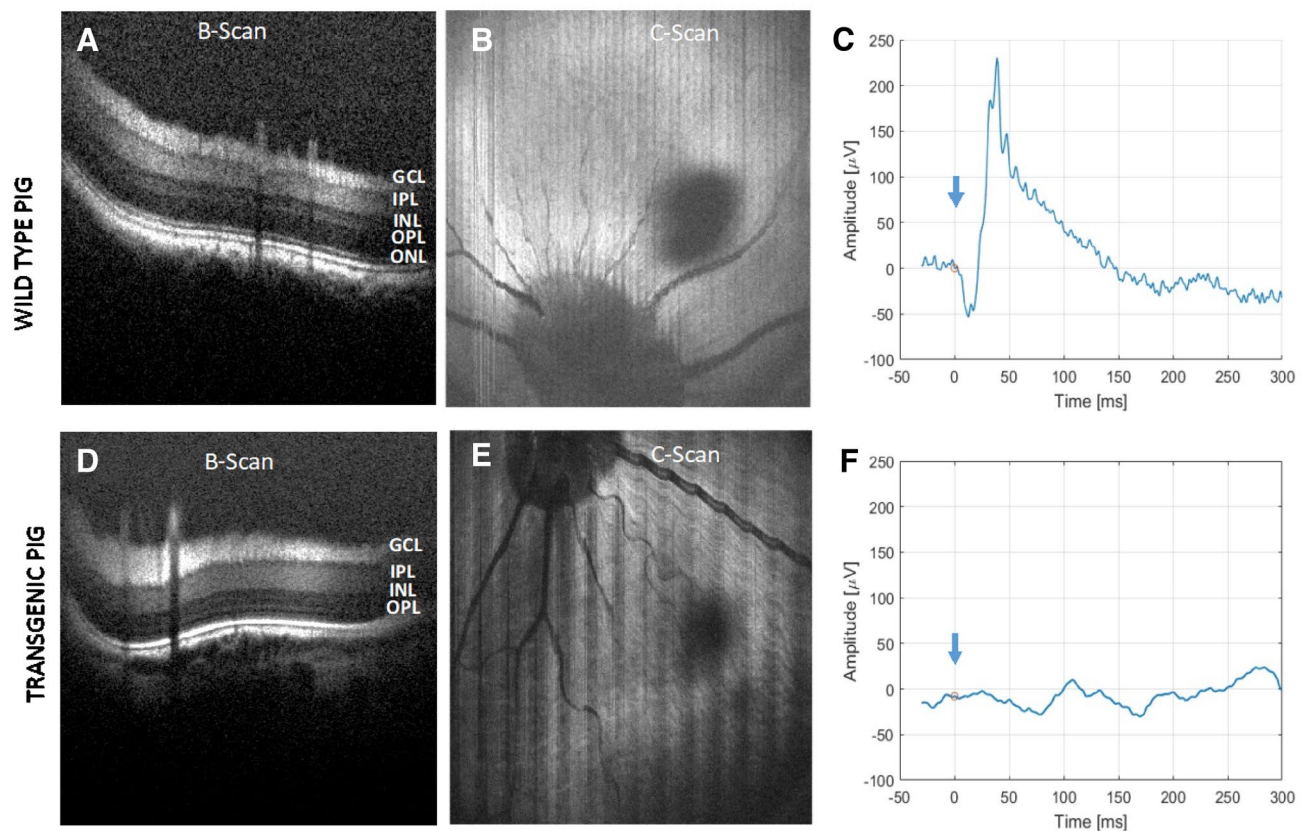 WILD TYPE PIG
A
B-Scan
GCL
IPL
INL
OPL
ONL
B
C-Scan
C
250
200
150
100
50
0
-50
-100
Amplitude [μV]
-50 0 50 100 150 200 250 300
Time [ms]
TRANSGENIC PIG
D
B-Scan
GCL
IPL
INL
OPL
E
C-Scan
F
250
200
150
100
50
0
-50
-100
Amplitude [μV]
-50 0 50 100 150 200 250 300
Time [ms]